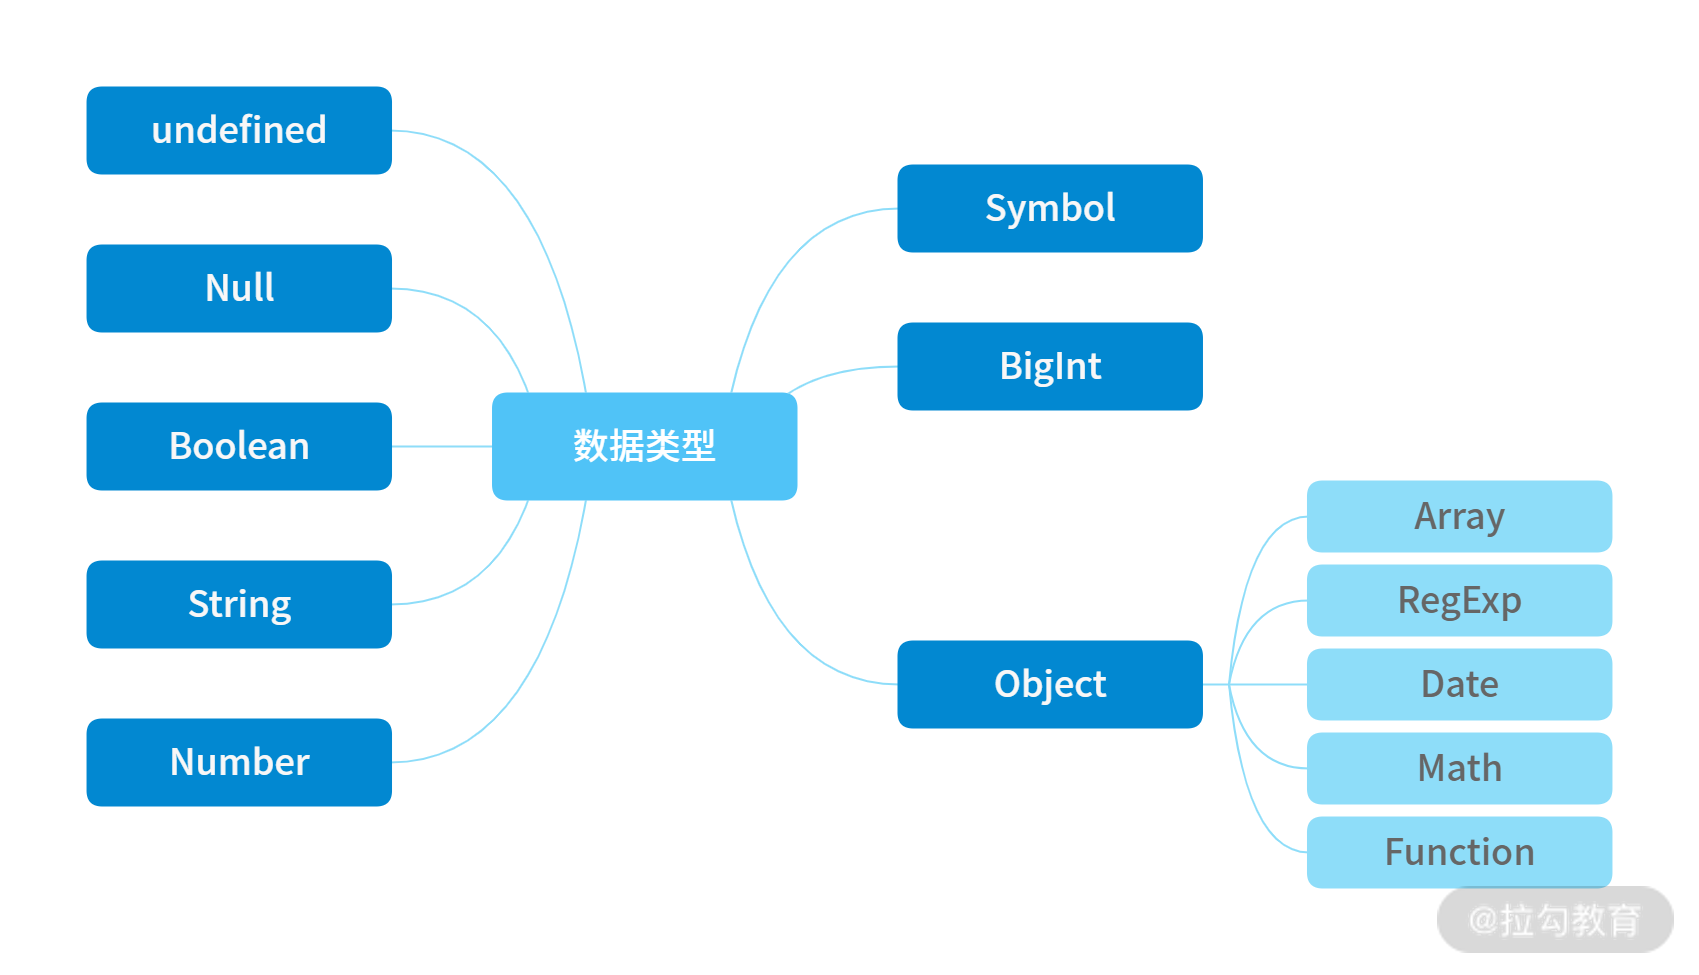 undefined
Null
Boolean
String
Number
数据类型
Symbol
BigInt
Object
Array
RegExp
Date
Math
Function
@拉勾教育